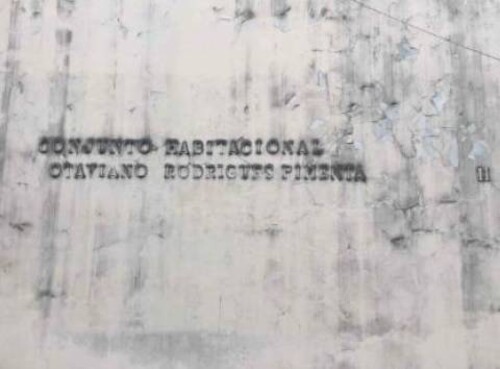 CONJUNTO HABITACIONAL
OTAVIANO RODRIGUES PIMENTA